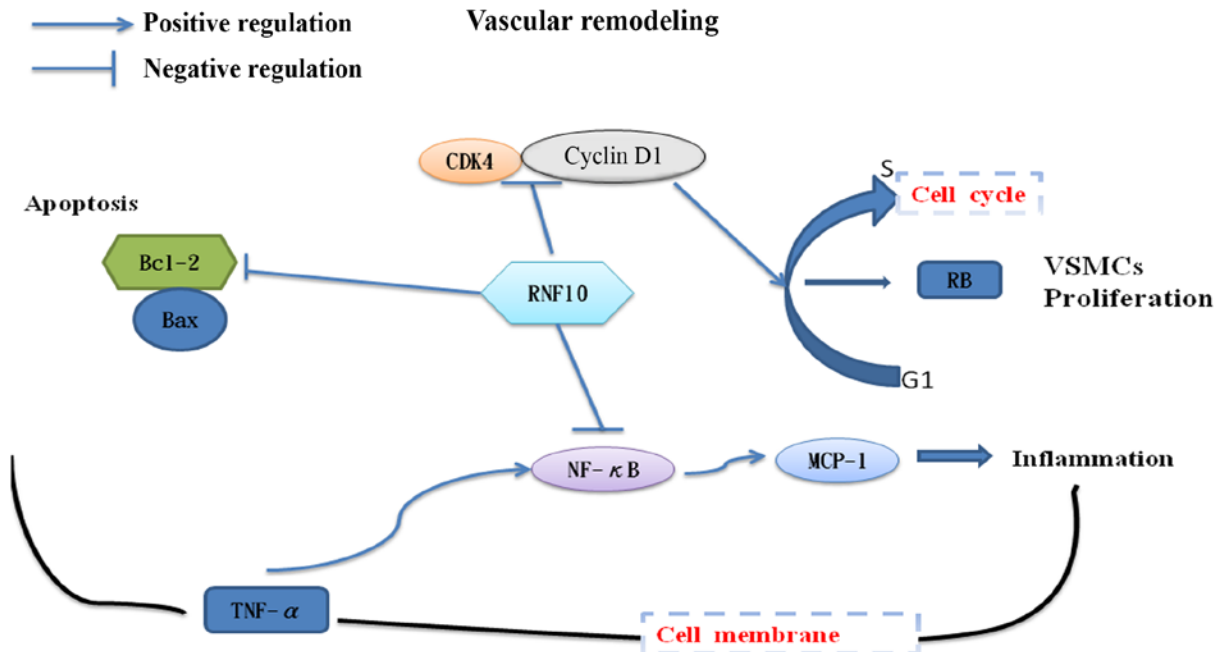 Positive regulation
Vascular remodeling
Negative regulation
CDK4
Cyclin D1
S
Cell cycle
Apoptosis
Bcl-2
RNF10
RB
VSMCs
Proliferation
Bax
G1
NF-κB
MCP-1
Inflammation
TNF-α
Cell membrane